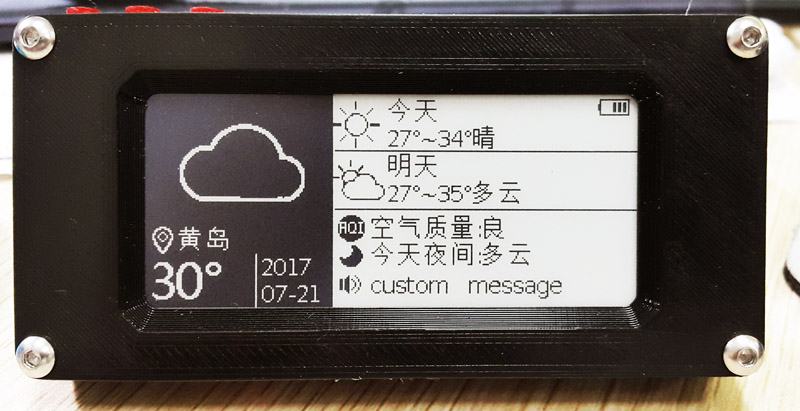 黄岛
30°
2017
07-21
今天
27°~34°晴
明天
27°~35°多云
AQI 空气质量:良
今天夜间:多云
custom message